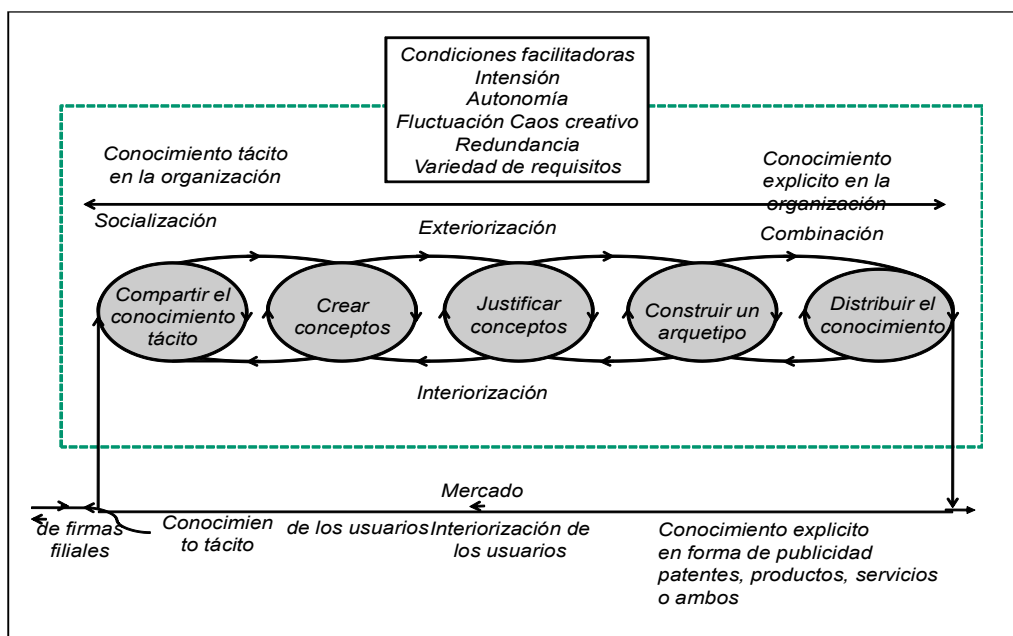 Condiciones facilitadoras
Intensión
Autonomía
Fluctuación Caos creativo
Redundancia
Variedad de requisitos
Conocimiento tácito
en la organización
Conocimiento
explicito en la
organización
Socialización
Exteriorización
Combinación
Compartir el
conocimiento
tácito
Crear
conceptos
Justificar
conceptos
Construir un
arquetipo
Distribuir el
conocimiento
Interiorización
Mercado
de firmas
filiales
Conocimien
to tácito
de los usuarios
Interiorización de
los usuarios
Conocimiento explicito
en forma de publicidad
patentes, productos, servicios
o ambos